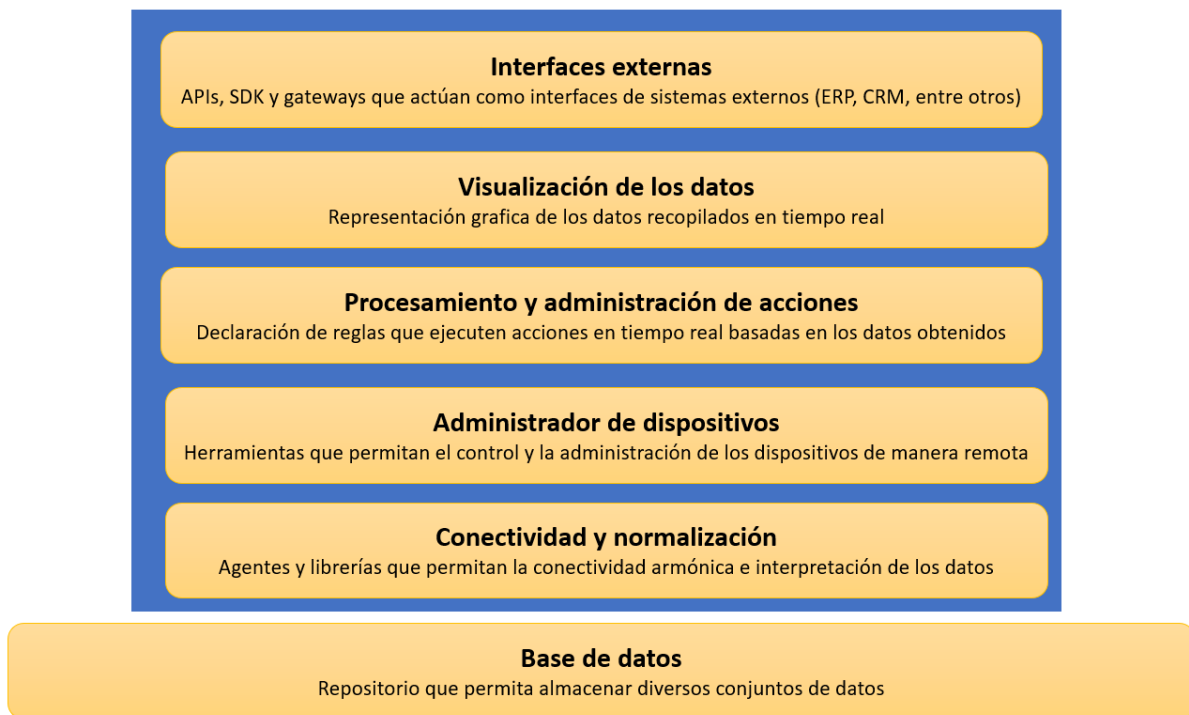 Interfaces externas
APIs, SDK y gateways que actúan como interfaces de sistemas externos (ERP, CRM, entre otros)
Visualización de los datos
Representación grafica de los datos recopilados en tiempo real
Procesamiento y administración de acciones
Declaración de reglas que ejecuten acciones en tiempo real basadas en los datos obtenidos
Administrador de dispositivos
Herramientas que permitan el control y la administración de los dispositivos de manera remota
Conectividad y normalización
Agentes y librerías que permitan la conectividad armónica e interpretación de los datos
Base de datos
Repositorio que permita almacenar diversos conjuntos de datos